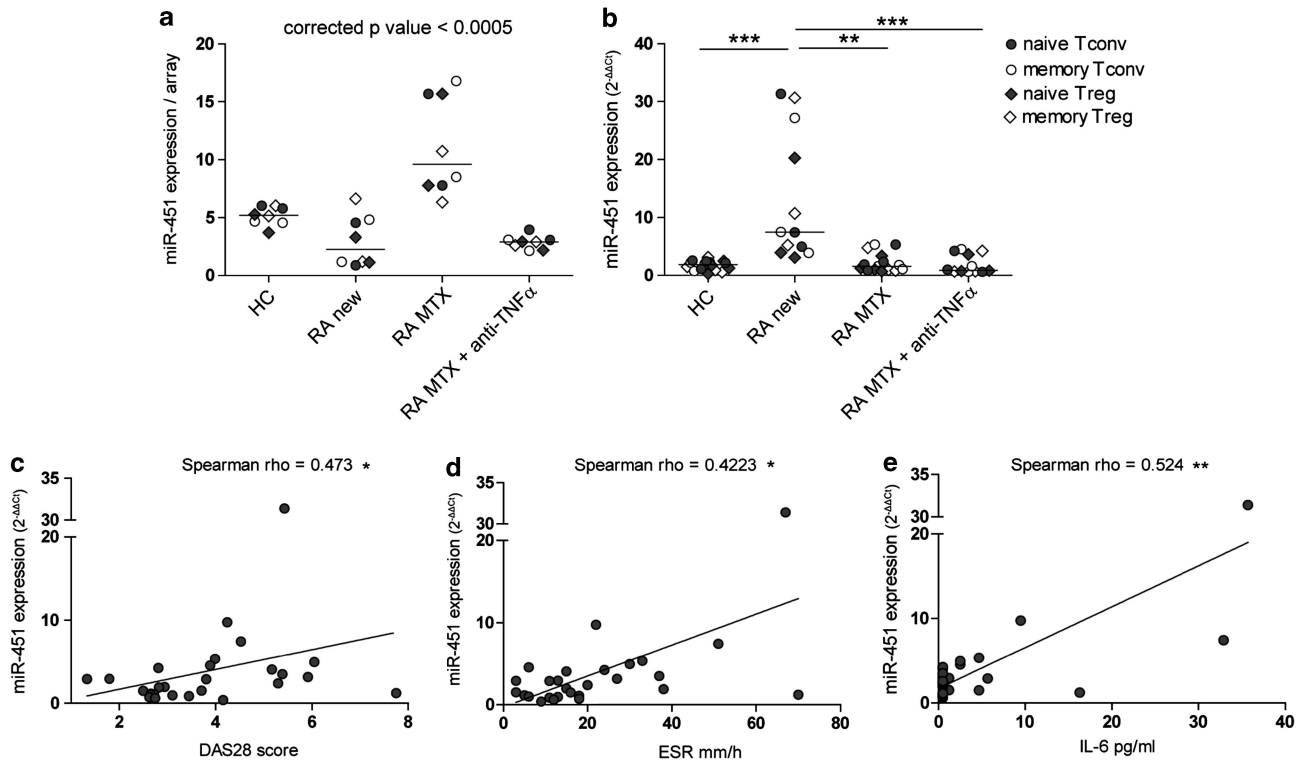 a
corrected p value < 0.0005
miR-451 expression / array
20
15
10
5
0
HC
RA new
RA MTX
RA MTX + anti-TNFα
b
***
***
**
miR-451 expression (2-ΔΔCt)
40
30
20
10
0
HC
RA new
RA MTX
RA MTX + anti-TNFα
naive Tconv
memory Tconv
naive Treg
memory Treg
c
Spearman rho = 0.473 *
miR-451 expression (2-ΔΔCt)
35
30
20
10
0
2
4
6
8
DAS28 score
d
Spearman rho = 0.4223 *
miR-451 expression (2-ΔΔCt)
35
30
20
10
0
0
20
40
60
80
ESR mm/h
e
Spearman rho = 0.524 **
miR-451 expression (2-ΔΔCt)
35
30
20
10
0
0
10
20
30
40
IL-6 pg/ml